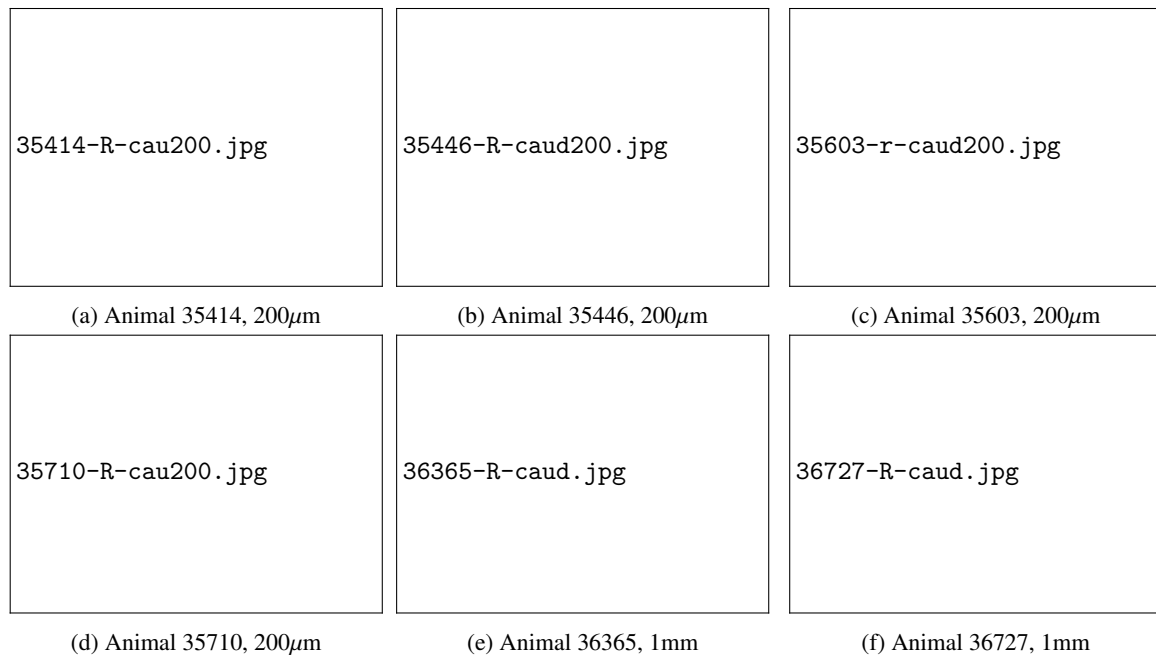 35414-R-cau200.jpg
35446-R-caud200.jpg
35603-r-caud200.jpg
(a) Animal 35414, 200μm
(b) Animal 35446, 200μm
(c) Animal 35603, 200μm
35710-R-cau200.jpg
36365-R-caud.jpg
36727-R-caud.jpg
(d) Animal 35710, 200μm
(e) Animal 36365, 1mm
(f) Animal 36727, 1mm